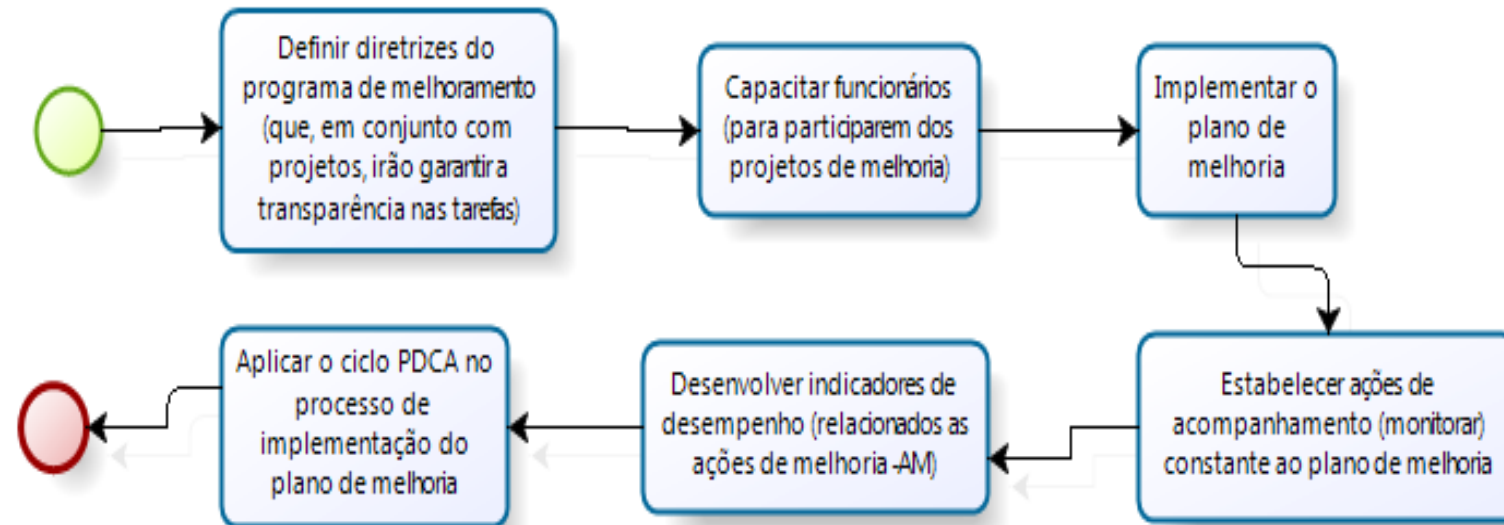 Definir diretrizes do
programa de melhoramento
(que, em conjunto com
projetos, irão garantir a
transparência nas tarefas)
Capacitar funcionários
(para participarem dos
projetos de melhoria)
Implementar o
plano de
melhoria
Estabelecer ações de
acompanhamento (monitorar)
constante ao plano de melhoria
Desenvolver indicadores de
desempenho (relacionados as
ações de melhoria -AM)
Aplicar o ciclo PDCA no
processo de
implementação do
plano de melhoria